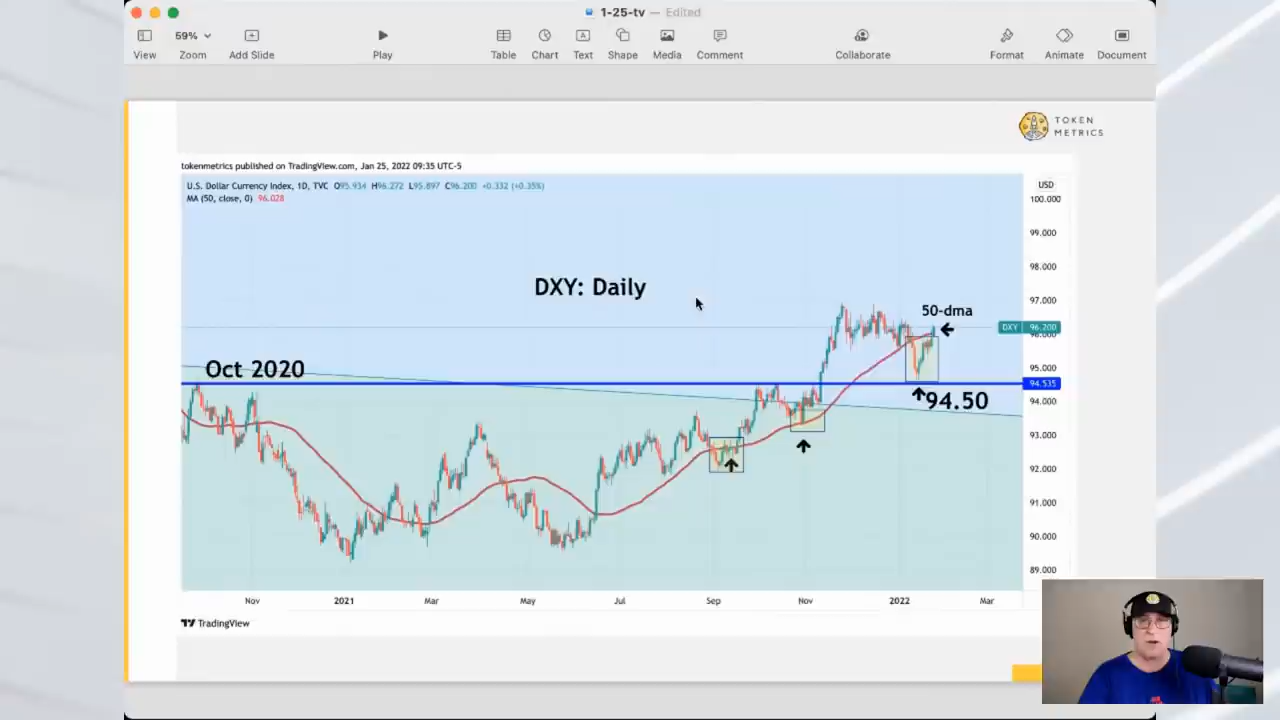 1-25-tv — Edited
59%
View Zoom Add Slide Play Table Chart Text Shape Media Comment Collaborate Format Animate Document
TOKEN
METRICS
tokenmetrics published on TradingView.com, Jan 25, 2022 09:35 UTC-5
U.S. Dollar Currency Index, 1D, TVC O95.934 H96.272 L95.897 C96.200 +0.332 (+0.35%)
MA (50, close, 0) 96.028
USD
100.000
99.000
98.000
DXY: Daily
97.000
50-dma
DXY 96.200
96.000
Oct 2020
95.000
94.535
94.50
94.000
93.000
92.000
91.000
90.000
89.000
Nov 2021 Mar May Jul Sep Nov 2022 Mar
TradingView